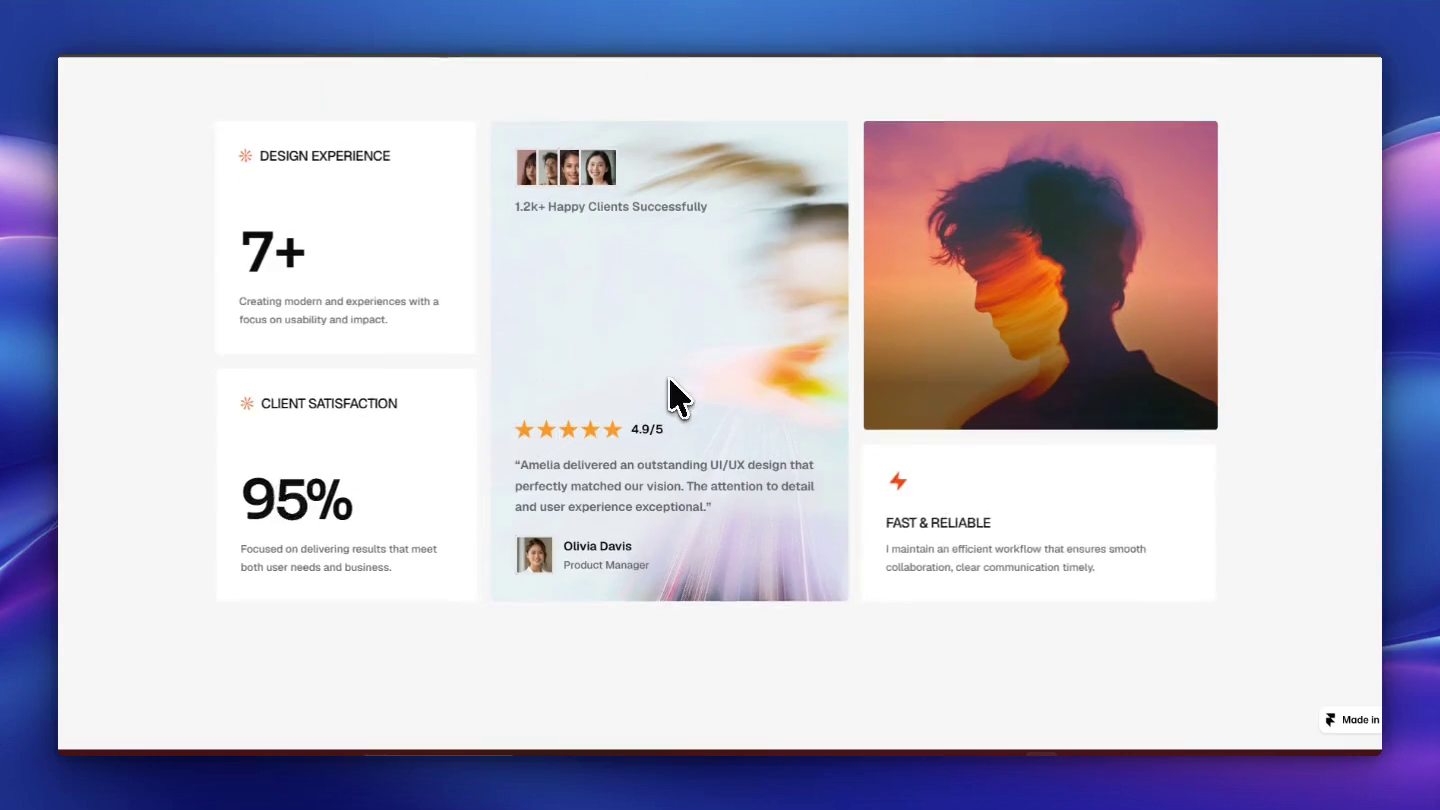 DESIGN EXPERIENCE
7+
Creating modern and experiences with a
focus on usability and impact.
CLIENT SATISFACTION
95%
Focused on delivering results that meet
both user needs and business.
1.2k+ Happy Clients Successfully
4.9/5
“Amelia delivered an outstanding UI/UX design that
perfectly matched our vision. The attention to detail
and user experience exceptional.”
Olivia Davis
Product Manager
FAST & RELIABLE
I maintain an efficient workflow that ensures smooth
collaboration, clear communication timely.
Made in